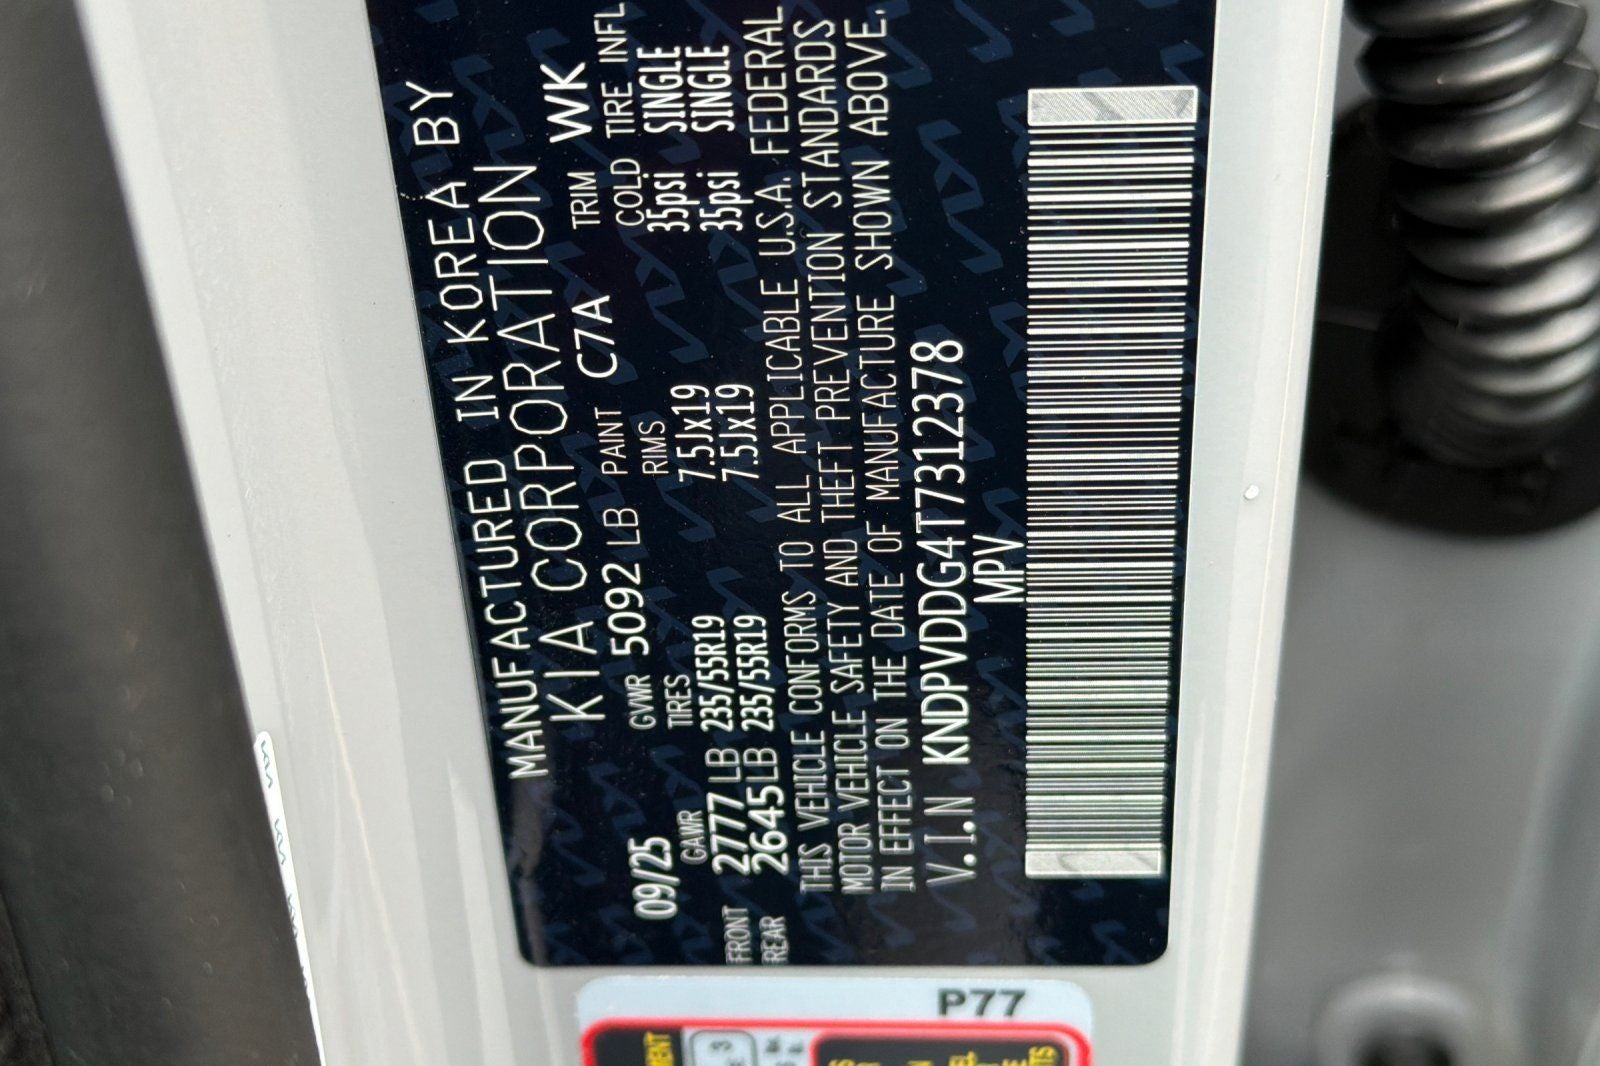 MANUFACTURED IN KOREA BY
KIA CORPORATION
09/25 GVWR 5092 LB PAINT C7A TRIM WK
GAWR TIRES RIMS COLD TIRE INFL
FRONT 2777 LB 235/55R19 7.5Jx19 35psi SINGLE
REAR 2645 LB 235/55R19 7.5Jx19 35psi SINGLE
THIS VEHICLE CONFORMS TO ALL APPLICABLE U.S.A. FEDERAL
MOTOR VEHICLE SAFETY AND THEFT PREVENTION STANDARDS
IN EFFECT ON THE DATE OF MANUFACTURE SHOWN ABOVE.
V.I.N KNDPVDDG4T7312378
MPV
P77